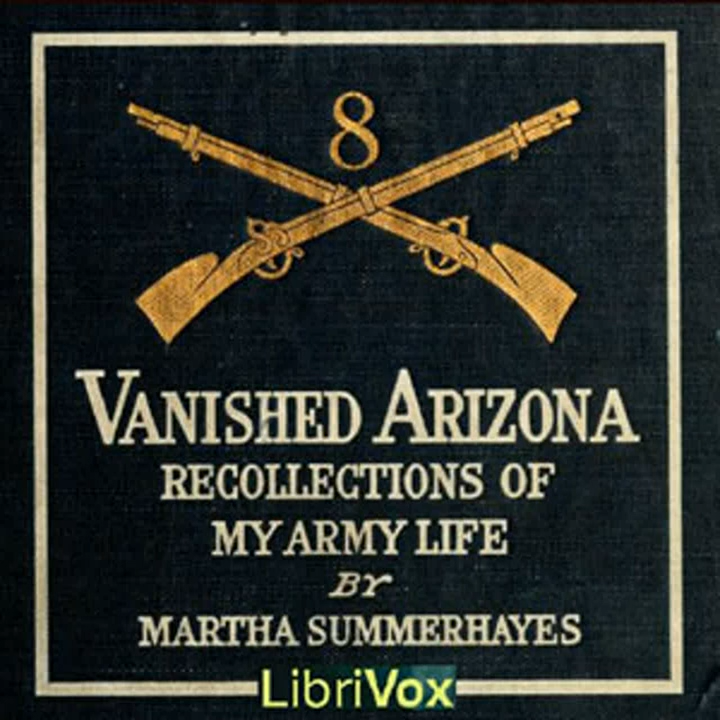 8
VANISHED ARIZONA
RECOLLECTIONS OF
MY ARMY LIFE
BY
MARTHA SUMMERHAYES
LibriVox